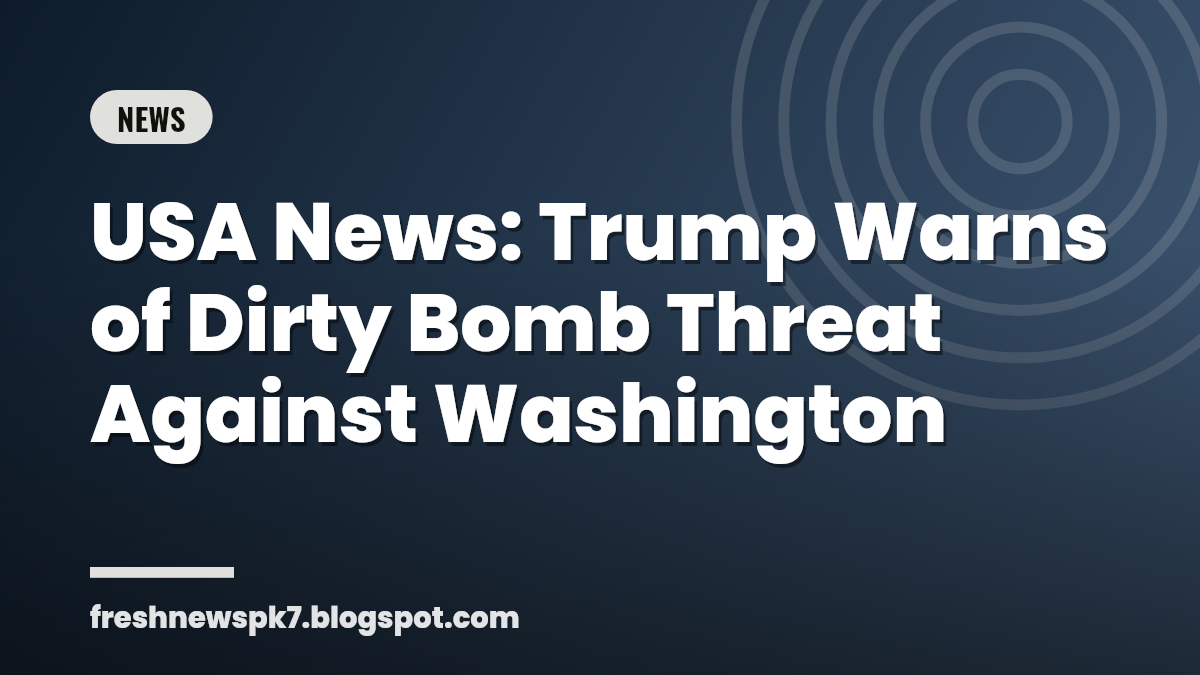 NEWS
USA News: Trump Warns
of Dirty Bomb Threat
Against Washington
freshnewspk7.blogspot.com